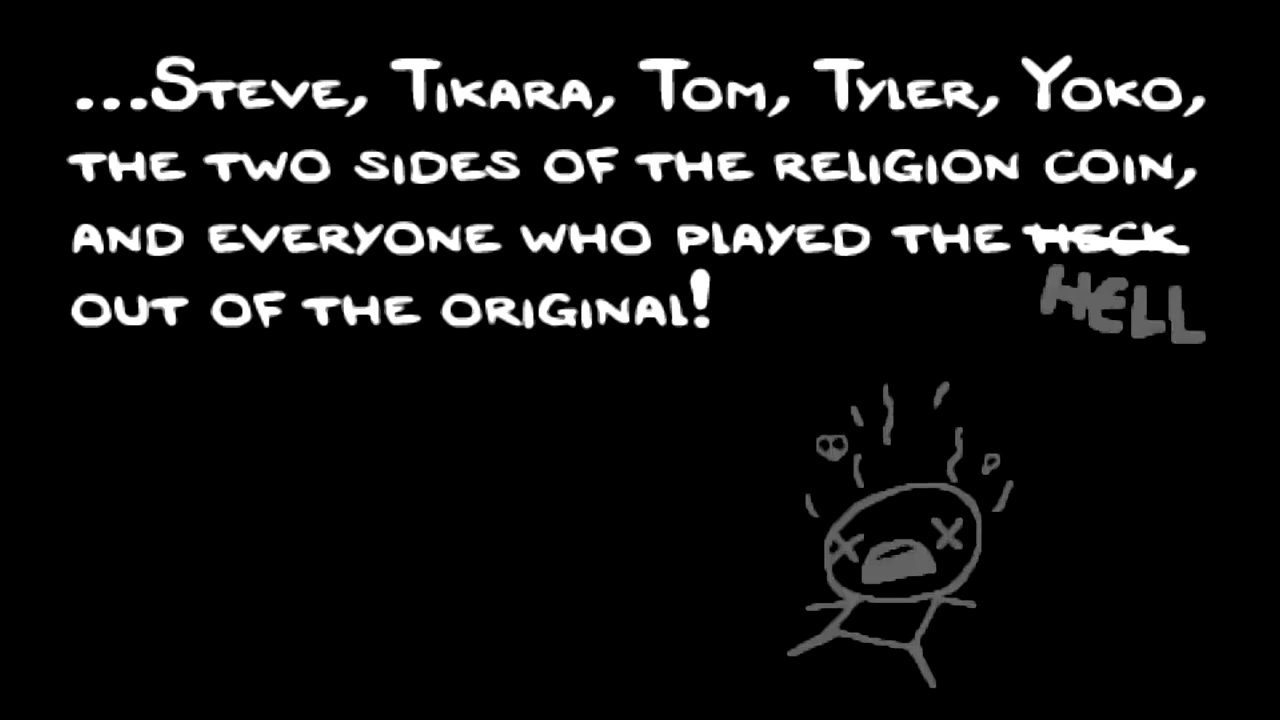 ...Steve, Tikara, Tom, Tyler, Yoko,
the two sides of the religion coin,
and everyone who played the heck
out of the original!
HELL